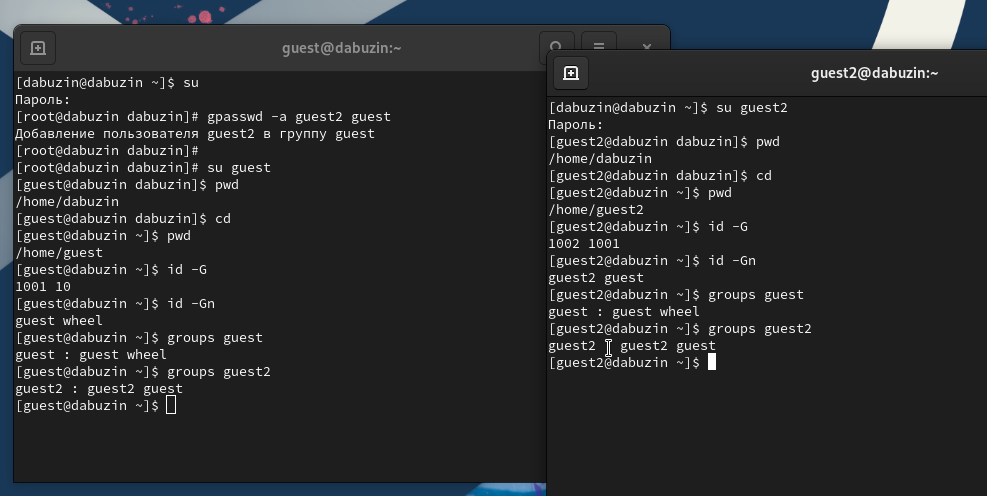 guest@dabuzin:~
[dabuzin@dabuzin ~]$ su
Пароль:
[root@dabuzin dabuzin]# gpasswd -a guest2 guest
Добавление пользователя guest2 в группу guest
[root@dabuzin dabuzin]#
[root@dabuzin dabuzin]# su guest
[guest@dabuzin dabuzin]$ pwd
/home/dabuzin
[guest@dabuzin dabuzin]$ cd
[guest@dabuzin ~]$ pwd
/home/guest
[guest@dabuzin ~]$ id -G
1001 10
[guest@dabuzin ~]$ id -Gn
guest wheel
[guest@dabuzin ~]$ groups guest
guest : guest wheel
[guest@dabuzin ~]$ groups guest2
guest2 : guest2 guest
[guest@dabuzin ~]$
guest2@dabuzin:~
[dabuzin@dabuzin ~]$ su guest2
Пароль:
[guest2@dabuzin dabuzin]$ pwd
/home/dabuzin
[guest2@dabuzin dabuzin]$ cd
[guest2@dabuzin ~]$ pwd
/home/guest2
[guest2@dabuzin ~]$ id -G
1002 1001
[guest2@dabuzin ~]$ id -Gn
guest2 guest
[guest2@dabuzin ~]$ groups guest
guest : guest wheel
[guest2@dabuzin ~]$ groups guest2
guest2 : guest2 guest
[guest2@dabuzin ~]$